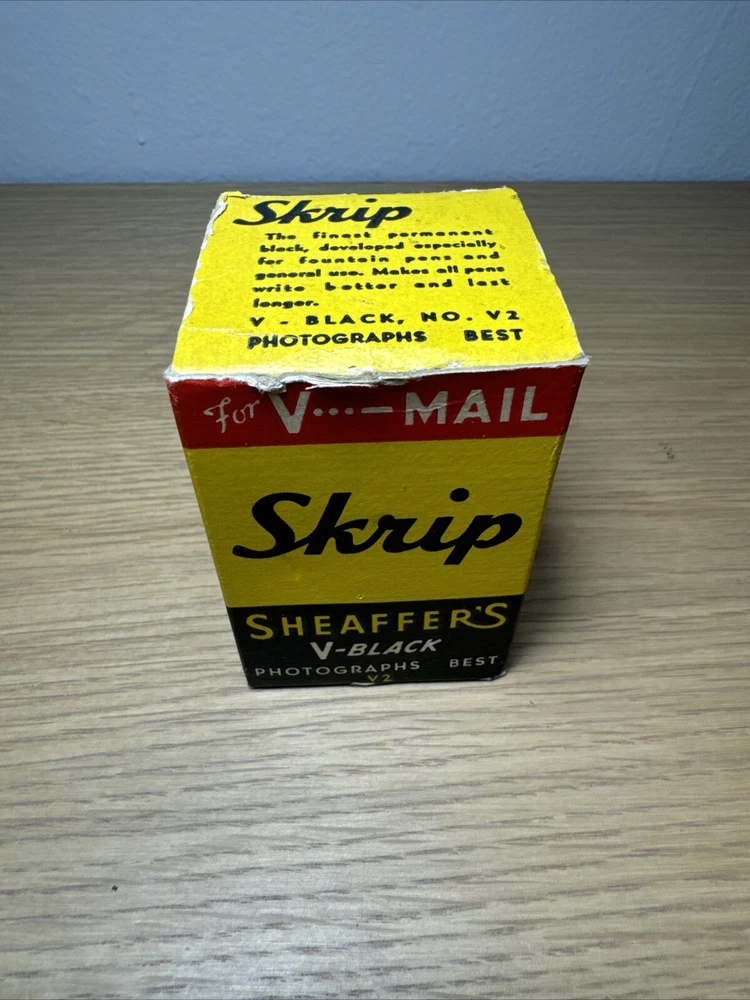 Skrip
The finest permanent
black, developed especially
for fountain pens and
general use. Makes all pens
write better and last
longer.
V - BLACK, NO. V2
PHOTOGRAPHS BEST
For V···— MAIL
Skrip
SHEAFFER'S
V-BLACK
PHOTOGRAPHS BEST
V2